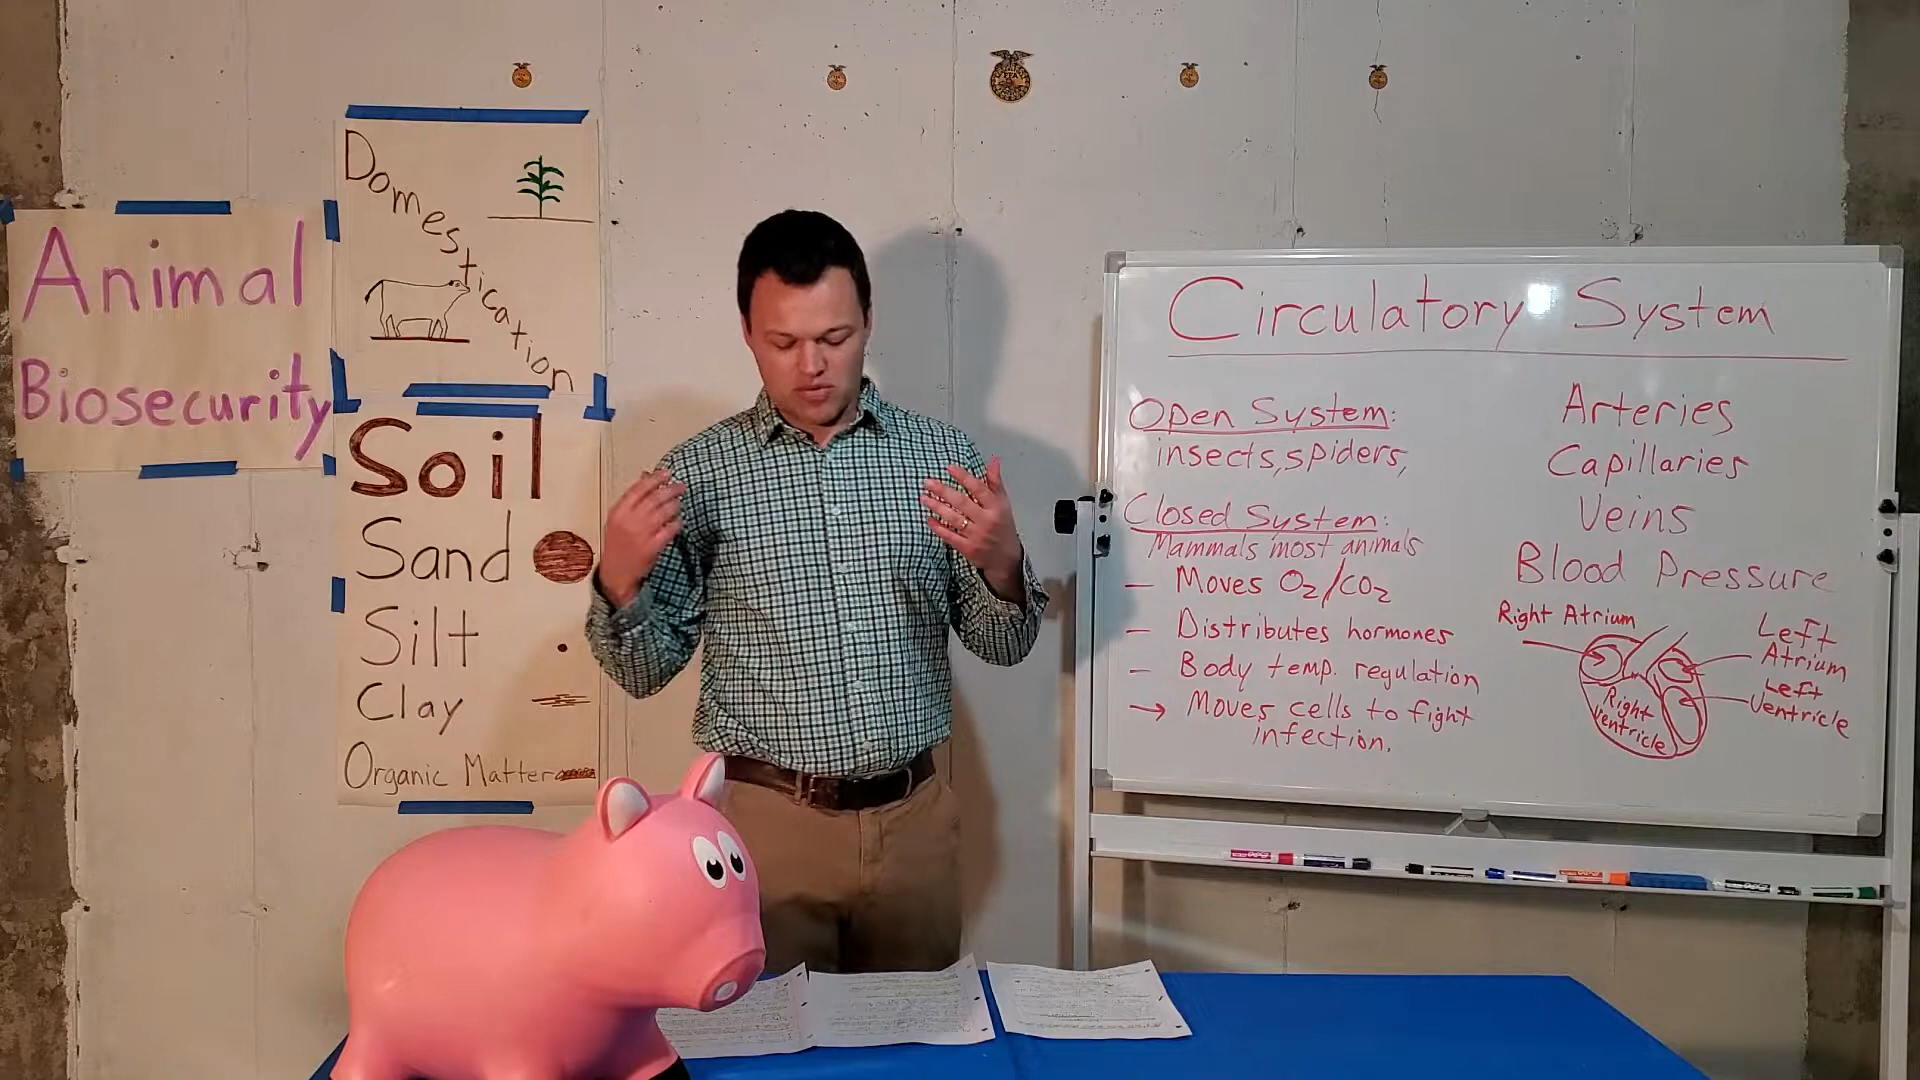 Animal
Biosecurity
Domestication
Soil
Sand
Silt
Clay
Organic Matter
FFA
Circulatory System
Open System:
insects, spiders,
Closed System:
Mammals most animals
- Moves O₂/CO₂
- Distributes hormones
- Body temp. regulation
→ Moves cells to fight
infection.
Arteries
Capillaries
Veins
Blood Pressure
Right Atrium
Left
Atrium
Left
Ventricle
Right
Ventricle